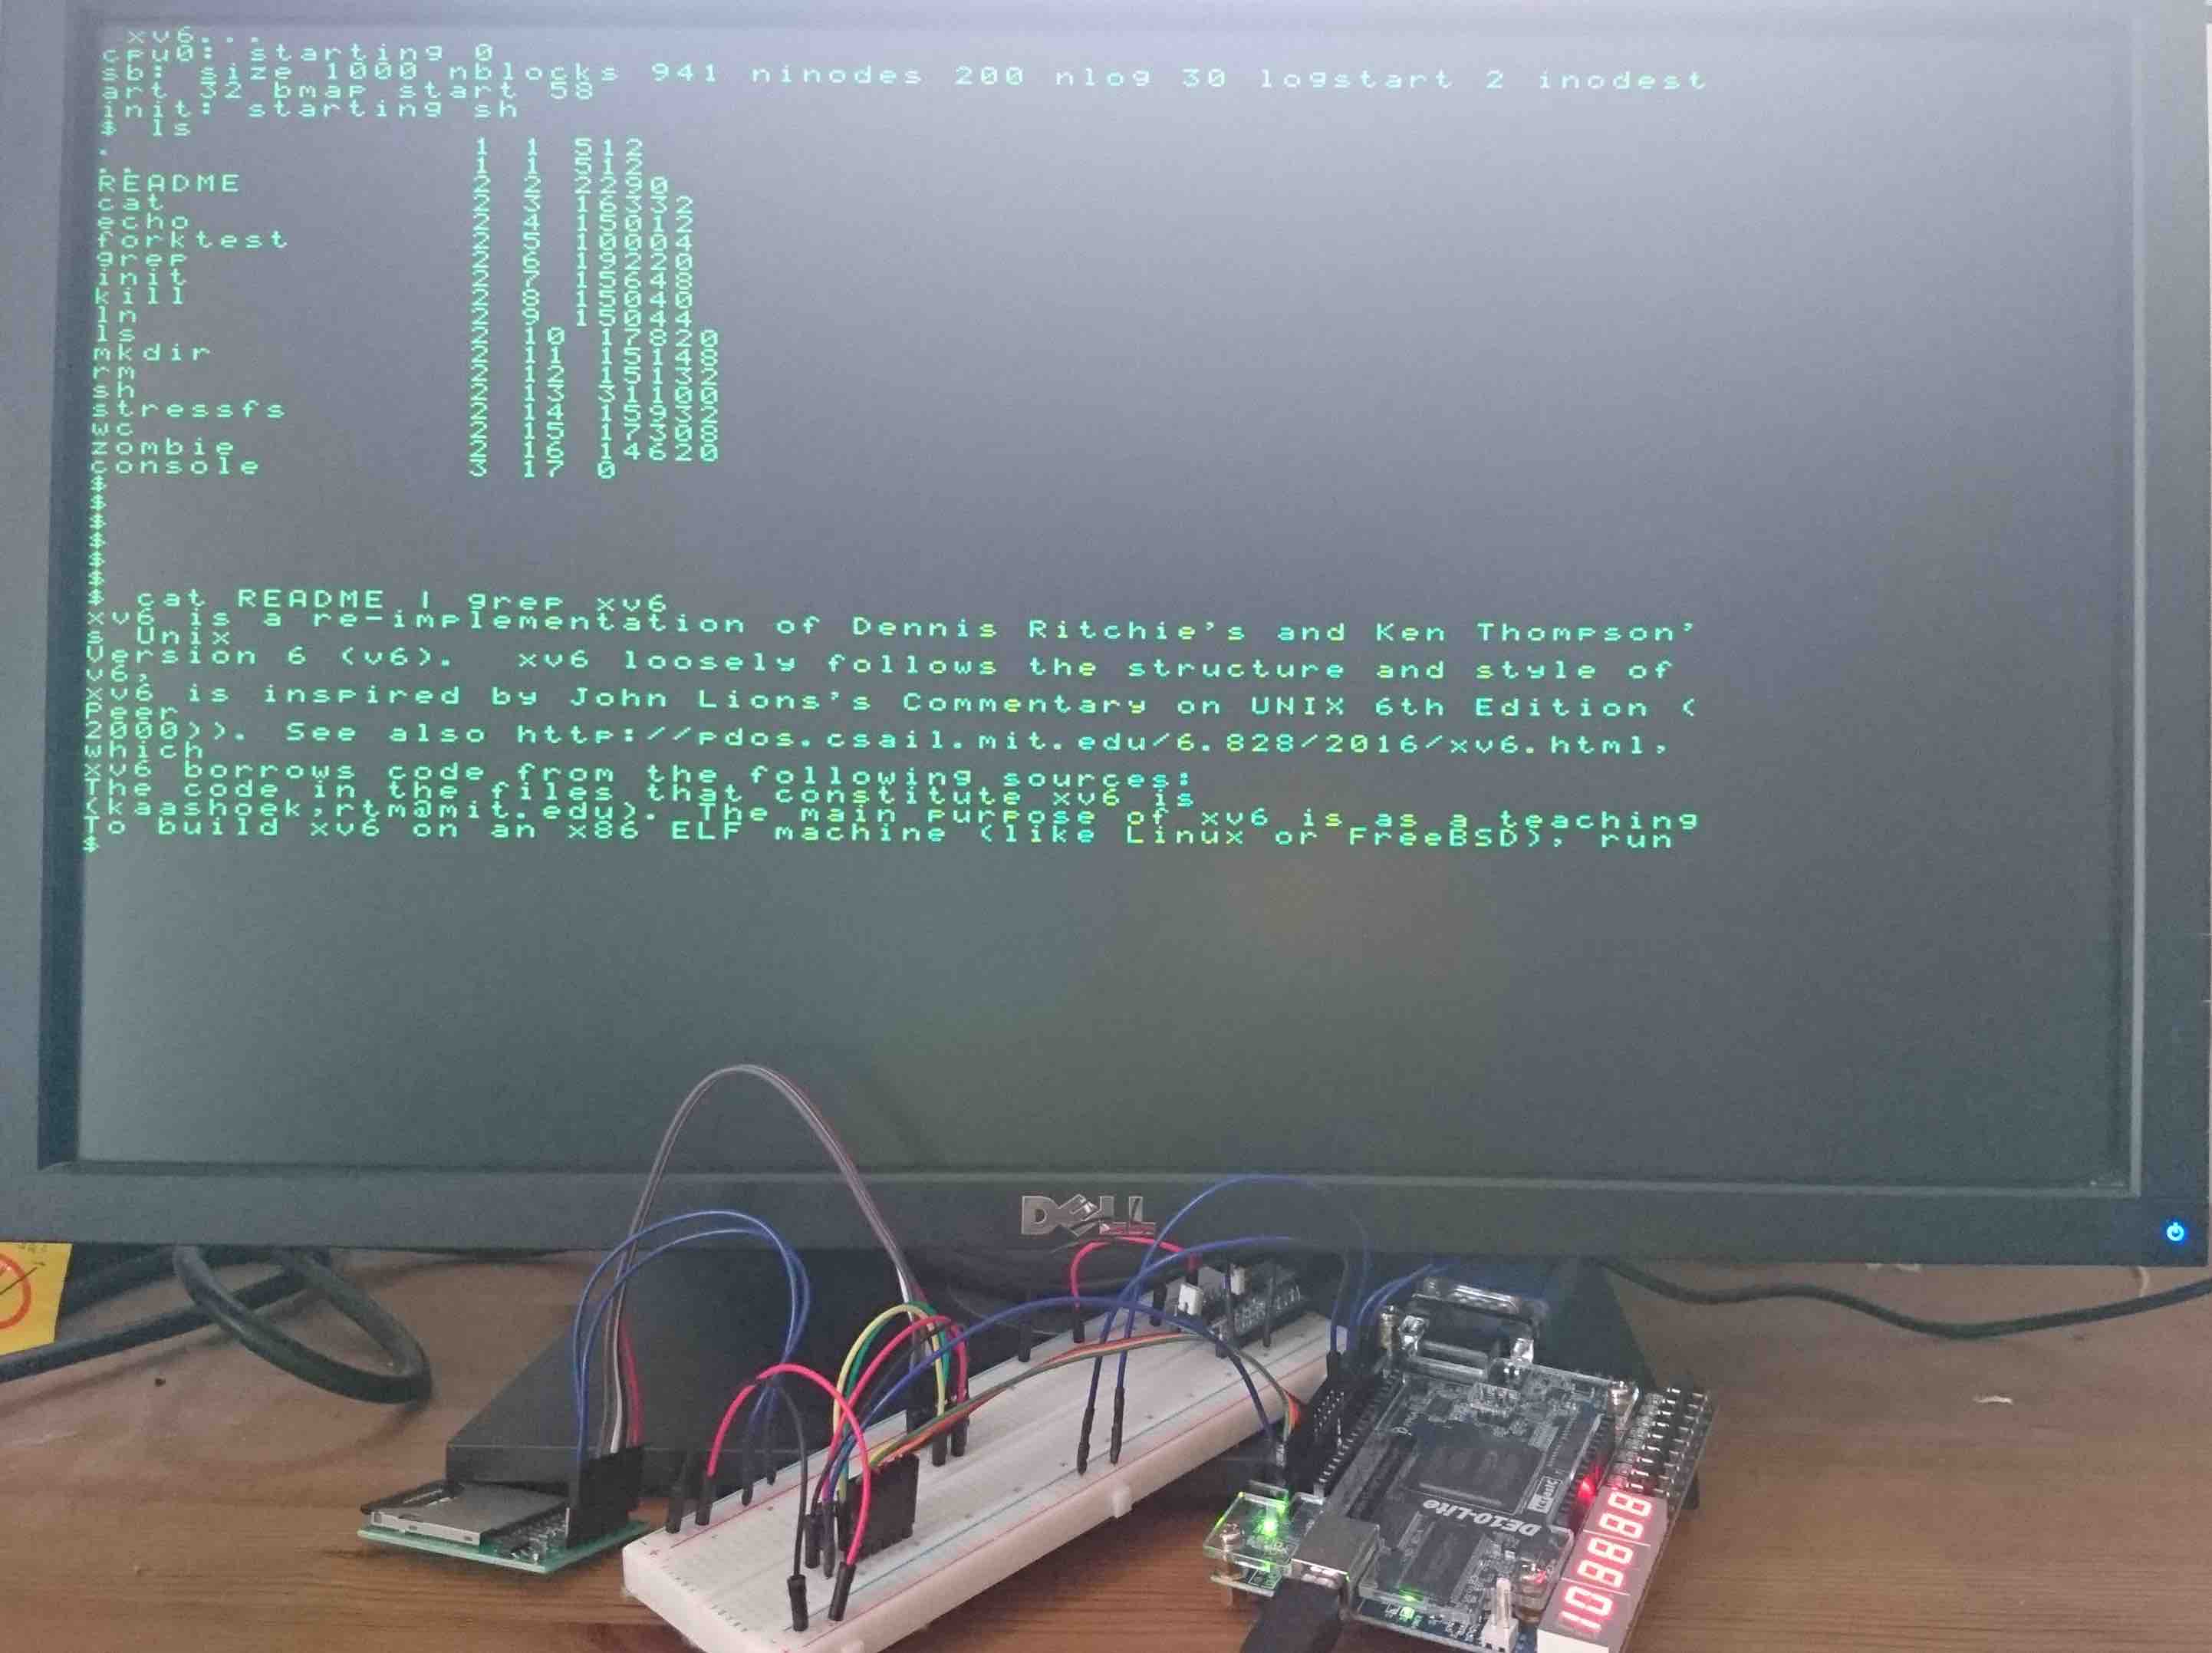 xv6...
cpu0: starting 0
sb: size 1000 nblocks 941 ninodes 200 nlog 30 logstart 2 inodest
art 32 bmap start 58
init: starting sh
$ ls
. 1 1 512
.. 1 1 512
README 2 2 2290
cat 2 3 16332
echo 2 4 15012
forktest 2 5 10004
grep 2 6 19220
init 2 7 15648
kill 2 8 15040
ln 2 9 15044
ls 2 10 17820
mkdir 2 11 15148
rm 2 12 15132
sh 2 13 31100
stressfs 2 14 15932
wc 2 15 17308
zombie 2 16 14620
console 3 17 0
$
$
$
$
$
$
$ cat README | grep xv6
xv6 is a re-implementation of Dennis Ritchie's and Ken Thompson'
s Unix
Version 6 (v6).  xv6 loosely follows the structure and style of
v6,
xv6 is inspired by John Lions's Commentary on UNIX 6th Edition (
Peer
2000)). See also http://pdos.csail.mit.edu/6.828/2016/xv6.html,
which
xv6 borrows code from the following sources:
The code in the files that constitute xv6 is
(kaashoek,rtm@mit.edu). The main purpose of xv6 is as a teaching
To build xv6 on an x86 ELF machine (like Linux or FreeBSD), run
$
DELL
DE10-Lite
terasic